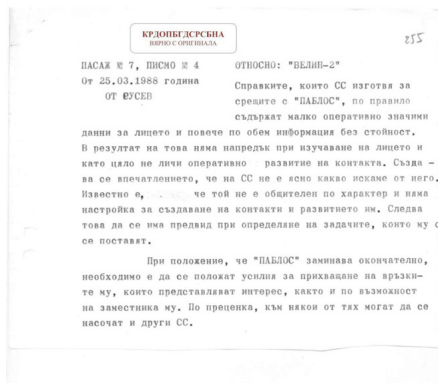 КРДОПБГДСРСБНА
ВЯРНО С ОРИГИНАЛА
255
ПАСАЖ № 7, ПИСМО № 4 ОТНОСНО: "ВЕЛИН-2"
От 25.03.1988 година
ОТ РУСЕВ
Справките, които СС изготвя за
срещите с "ПАБЛОС", по правило
съдържат малко оперативно значими
данни за лицето и повече по обем информация без стойност.
В резултат на това няма напредък при изучаване на лицето и
като цяло не личи оперативно развитие на контакта. Създа -
ва се впечатлението, че на СС не е ясно какво искаме от него.
Известно е, че той не е общителен по характер и няма
настройка за създаване на контакти и развитието им. Следва
това да се има предвид при определяне на задачите, които му с
се поставят.
При положение, че "ПАБЛОС" заминава окончателно,
необходимо е да се положат усилия за прихващане на връзки-
те му, които представляват интерес, както и по възможност
на заместника му. По преценка, към някои от тях могат да се
насочат и други СС.